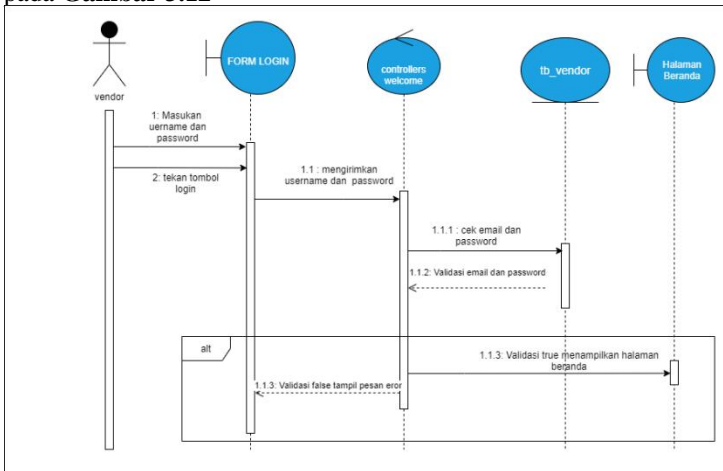 pada Gambar
FORM LOGIN
controllers
welcome
tb_vendor
Halaman
Beranda
vendor
1: Masukan
uername dan
password
2: tekan tombol
login
1.1 : mengirimkan
username dan password
1.1.1 : cek email dan
password
1.1.2: Validasi email dan password
alt
1.1.3: Validasi true menampilkan halaman
beranda
1.1.3: Validasi false tampil pesan eror